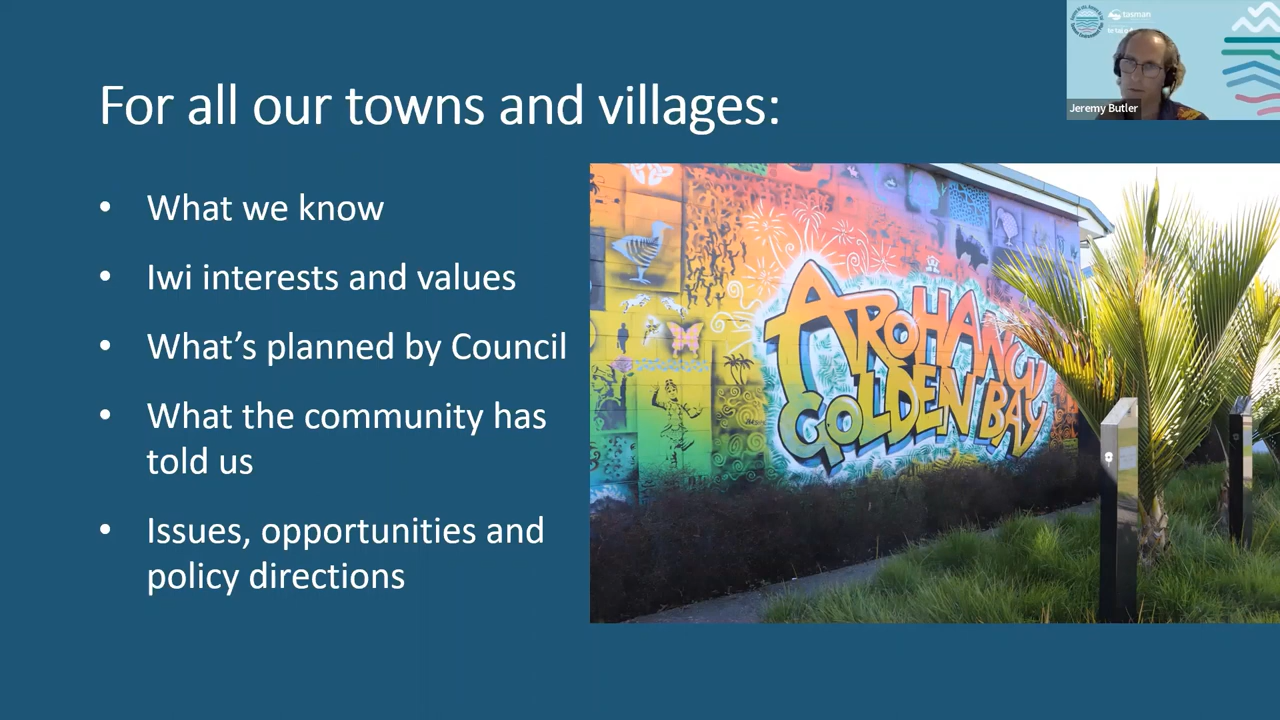 For all our towns and villages:
• What we know
• Iwi interests and values
• What's planned by Council
• What the community has
told us
• Issues, opportunities and
policy directions
AROHANUI
GOLDEN BAY
tasman
Jeremy Butler